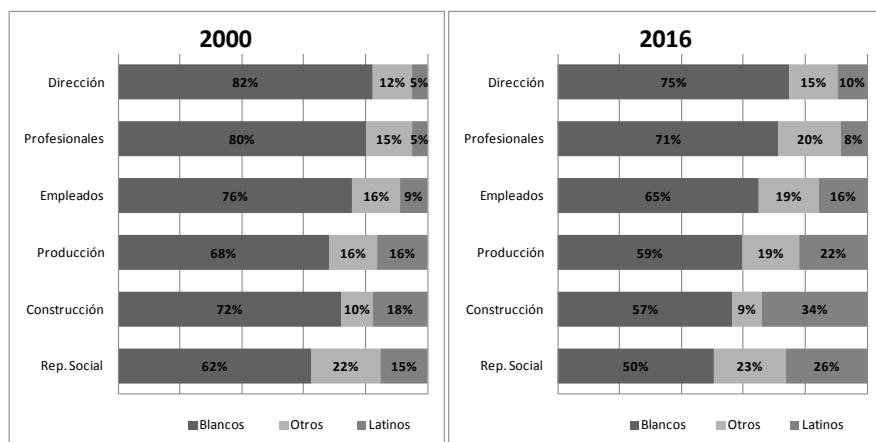 2000
Dirección 82% 12% 5%
Profesionales 80% 15% 5%
Empleados 76% 16% 9%
Producción 68% 16% 16%
Construcción 72% 10% 18%
Rep. Social 62% 22% 15%
Blancos Otros Latinos
2016
Dirección 75% 15% 10%
Profesionales 71% 20% 8%
Empleados 65% 19% 16%
Producción 59% 19% 22%
Construcción 57% 9% 34%
Rep. Social 50% 23% 26%
Blancos Otros Latinos